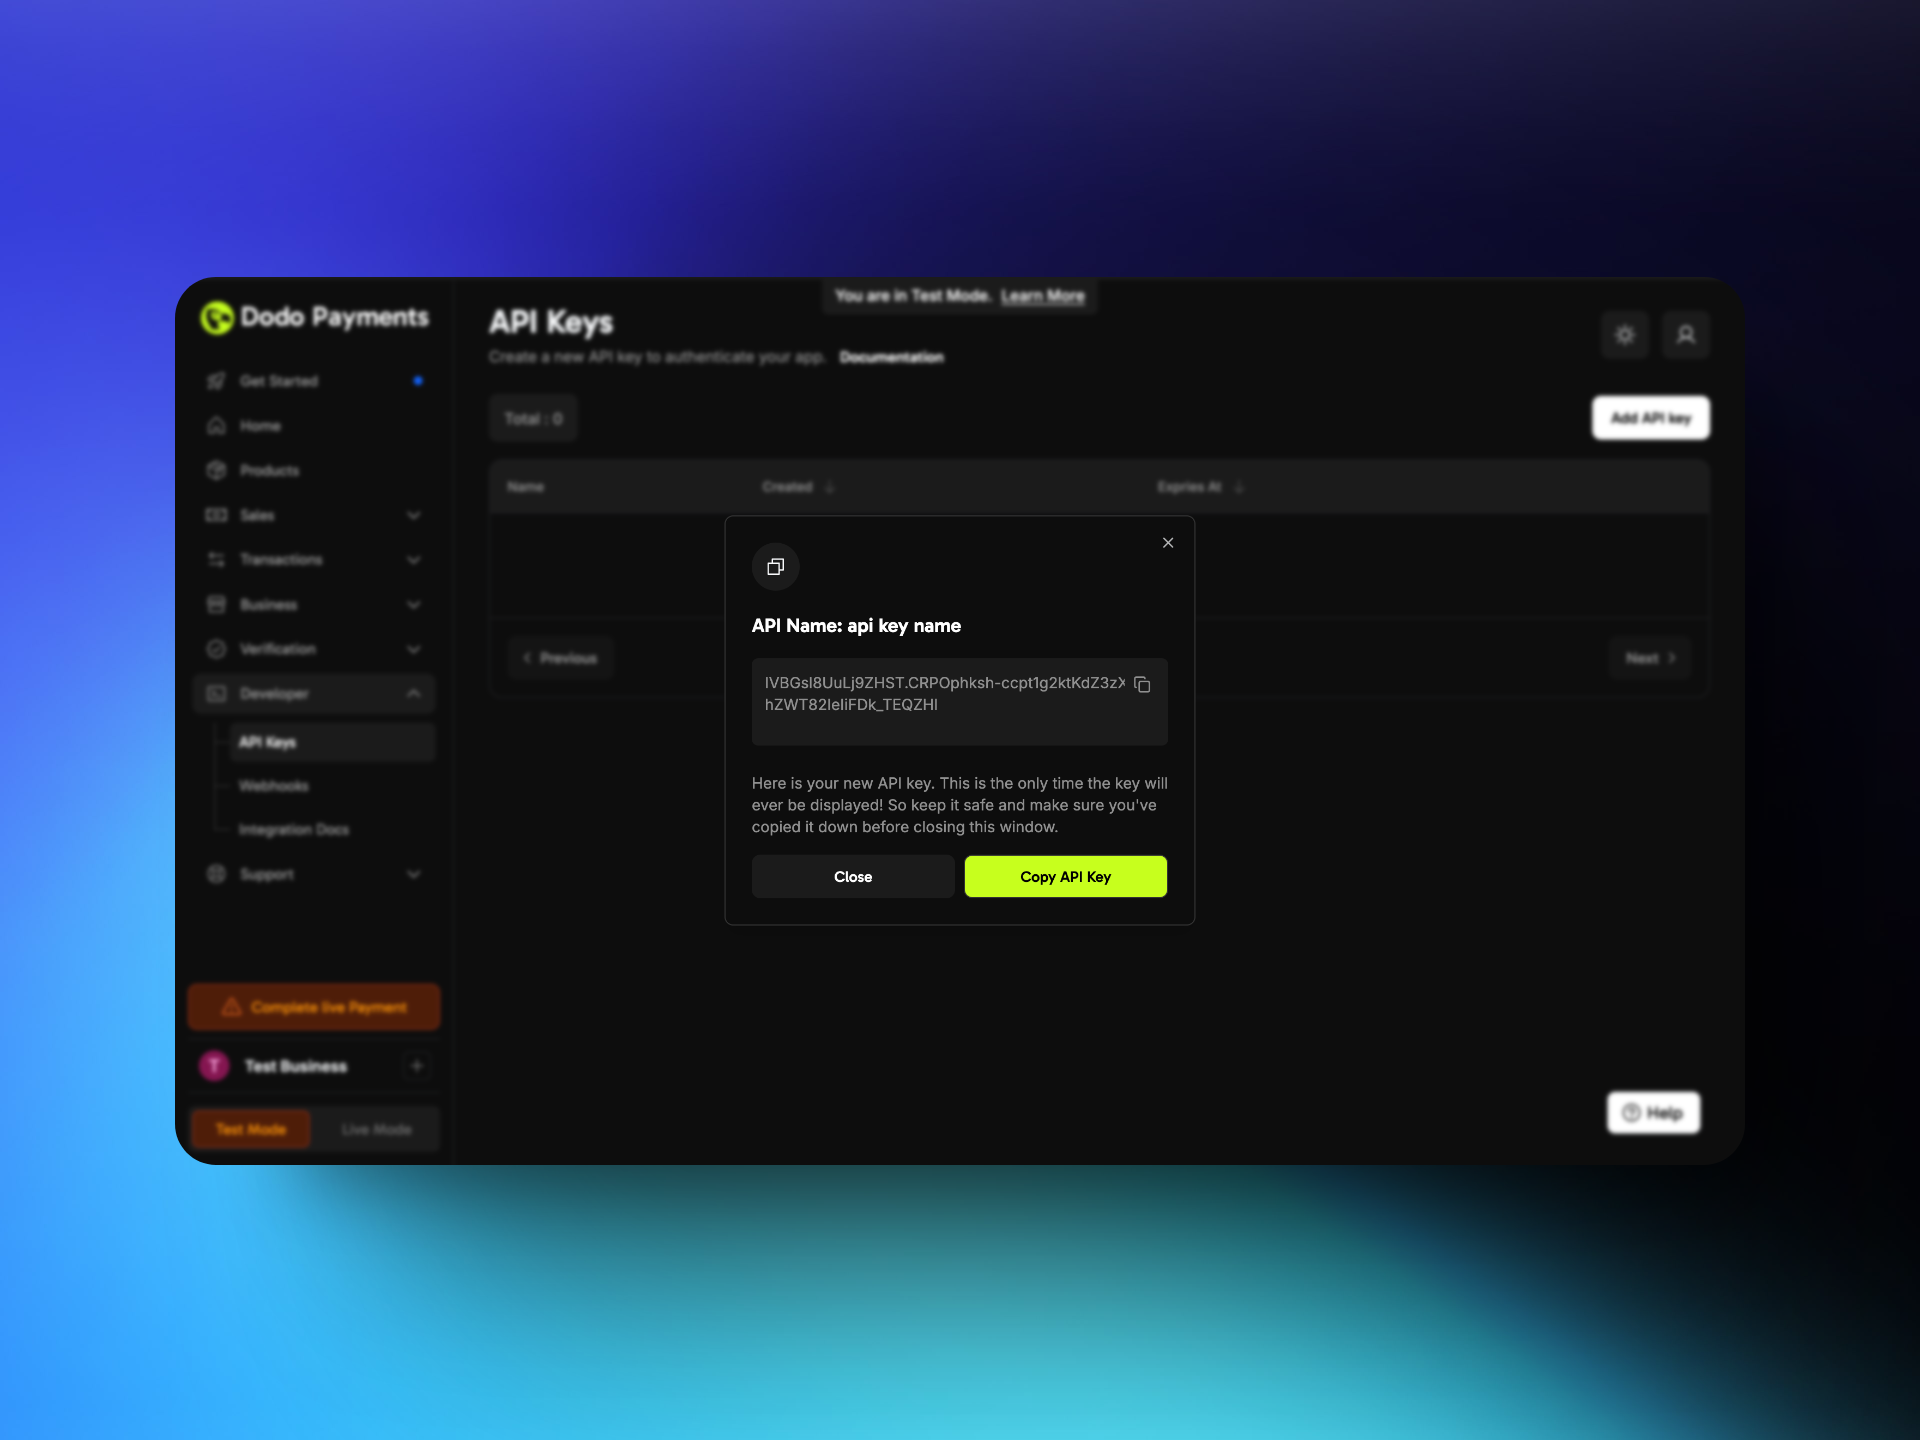 Dodo Payments
Get Started
Home
Products
Sales
Transactions
Business
Verification
Developer
API Keys
Webhooks
Integration Docs
Support
Complete live Payment
T
Test Business
Test Mode
Live Mode
You are in Test Mode. Learn More
API Keys
Create a new API key to authenticate your app. Documentation
Total : 0
Add API key
Name
Created
Expries At
Previous
Next
API Name: api key name
IVBGsI8UuLj9ZHST.CRPOphksh-ccpt1g2ktKdZ3zX
hZWT82IeIiFDk_TEQZHI
Here is your new API key. This is the only time the key will
ever be displayed! So keep it safe and make sure you've
copied it down before closing this window.
Close
Copy API Key
Help